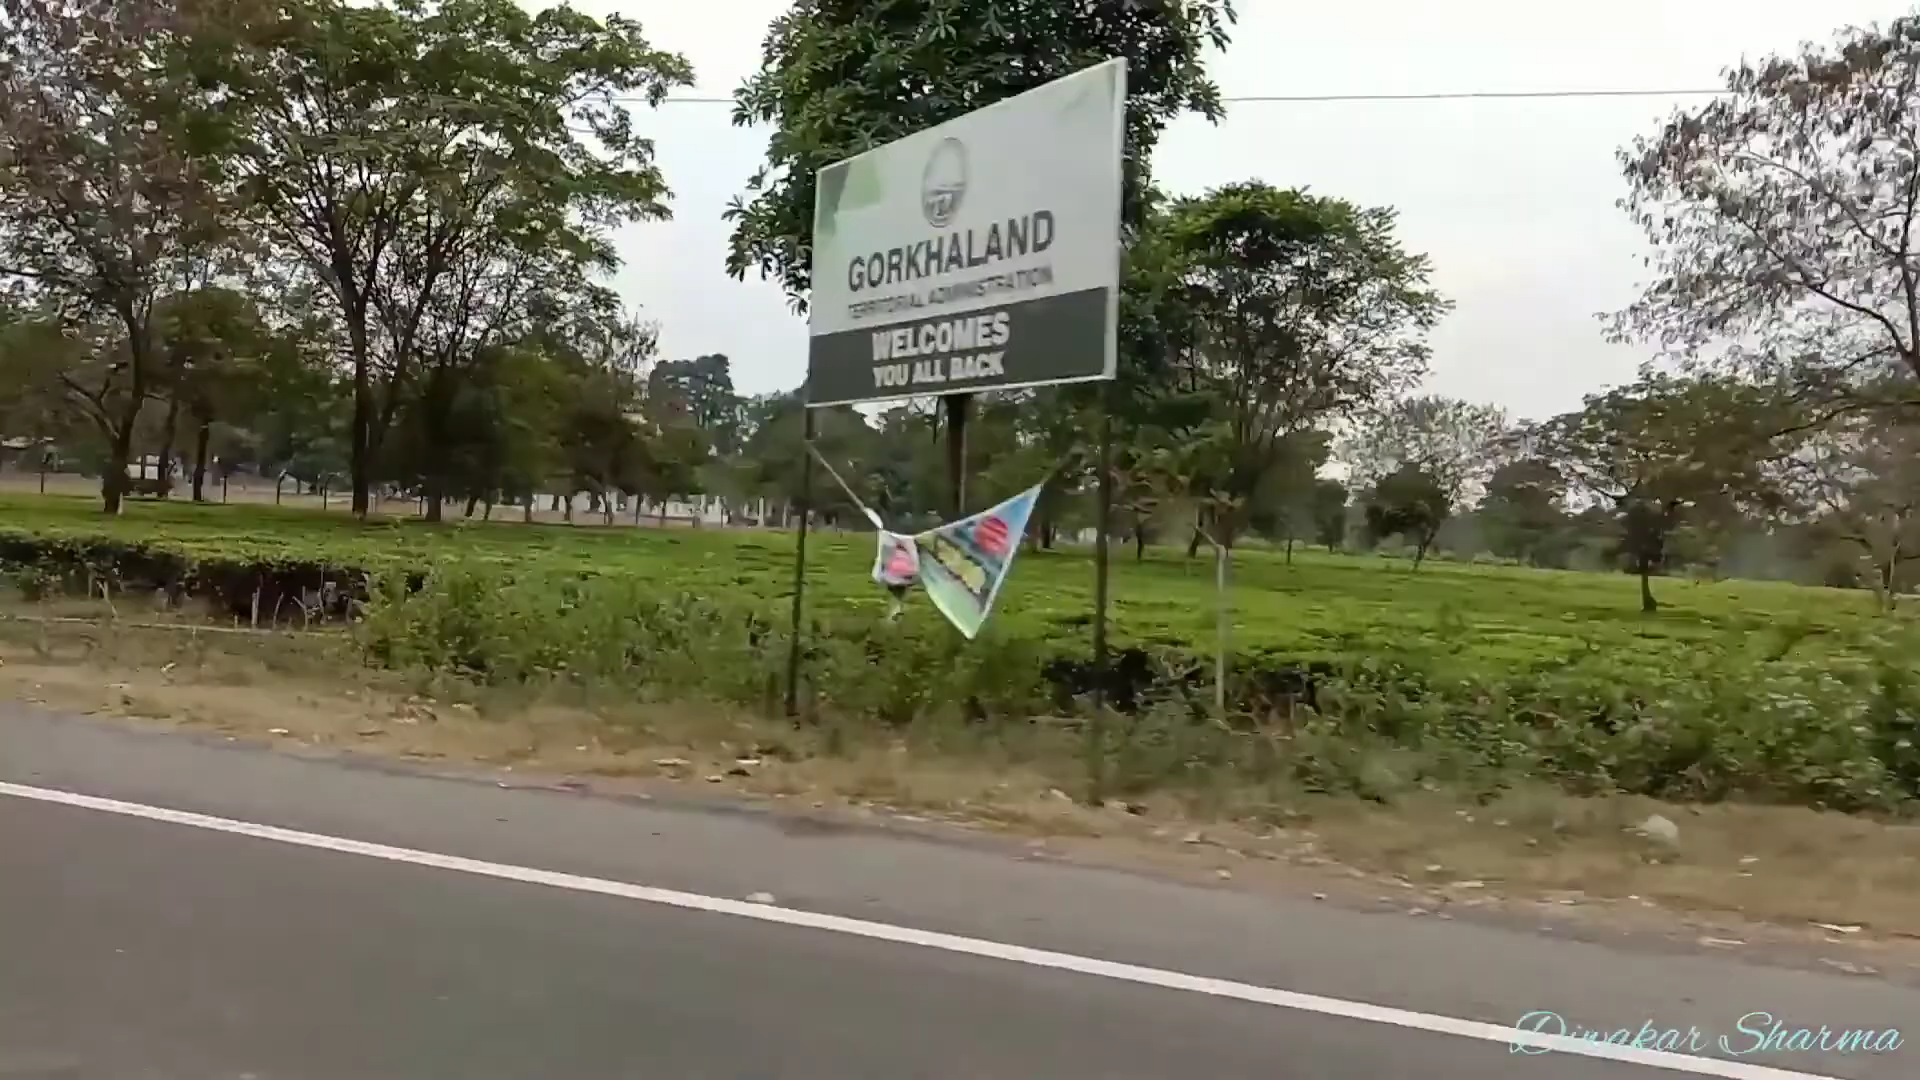 GORKHALAND
TERRITORIAL ADMINISTRATION
WELCOMES
YOU ALL BACK
Diwakar Sharma